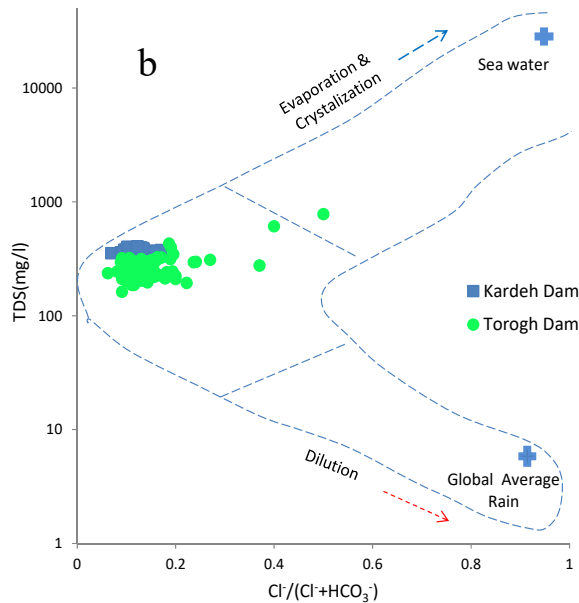 b
Evaporation &
Crystalization
Sea water
10000
1000
100
10
1
TDS(mg/l)
Kardeh Dam
Torogh Dam
Dilution
Global Average
Rain
0
0.2
0.4
0.6
0.8
1
Cl⁻/(Cl⁻+HCO₃⁻)